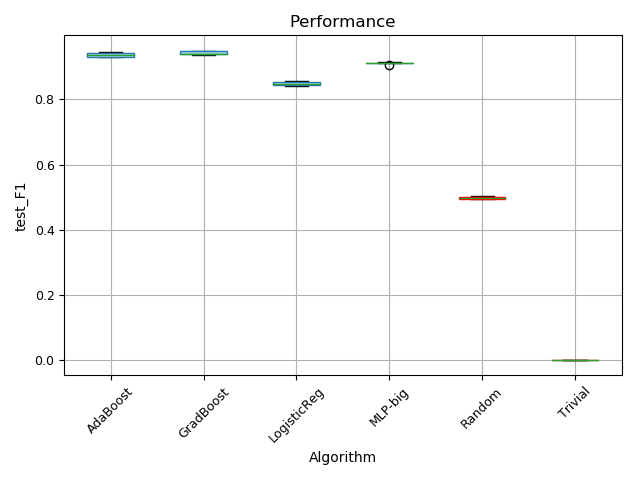 Performance
test_F1
0.8
0.6
0.4
0.2
0.0
AdaBoost
GradBoost
LogisticReg
MLP-big
Random
Trivial
Algorithm